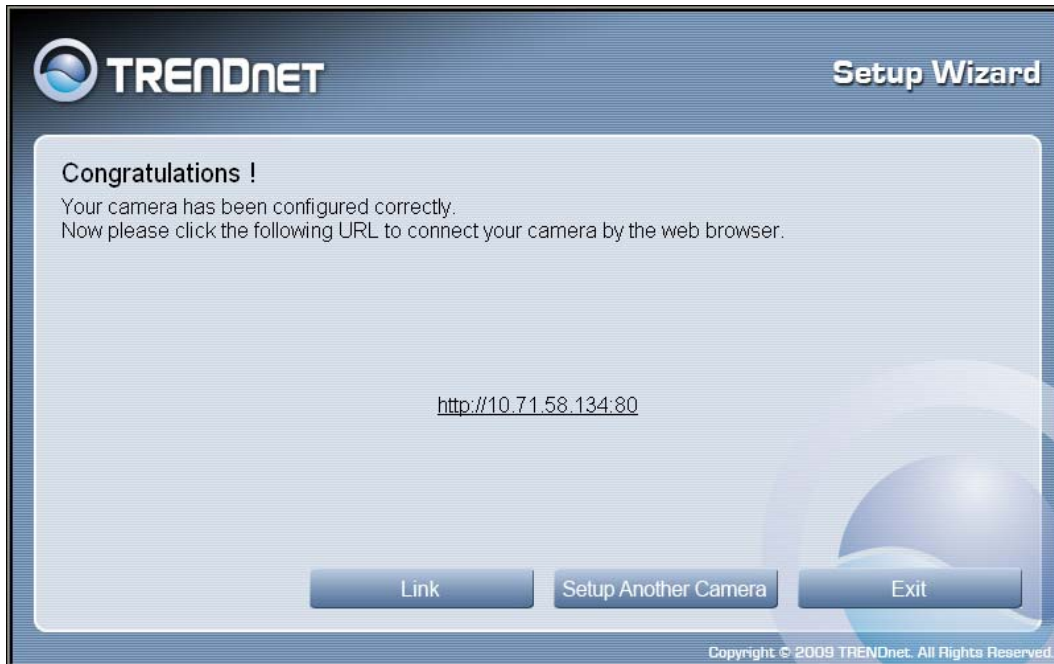 TRENDNET
Setup Wizard
Congratulations !
Your camera has been configured correctly.
Now please click the following URL to connect your camera by the web browser.
http://10.71.58.134:80
Link
Setup Another Camera
Exit
Copyright © 2009 TRENDnet. All Rights Reserved.